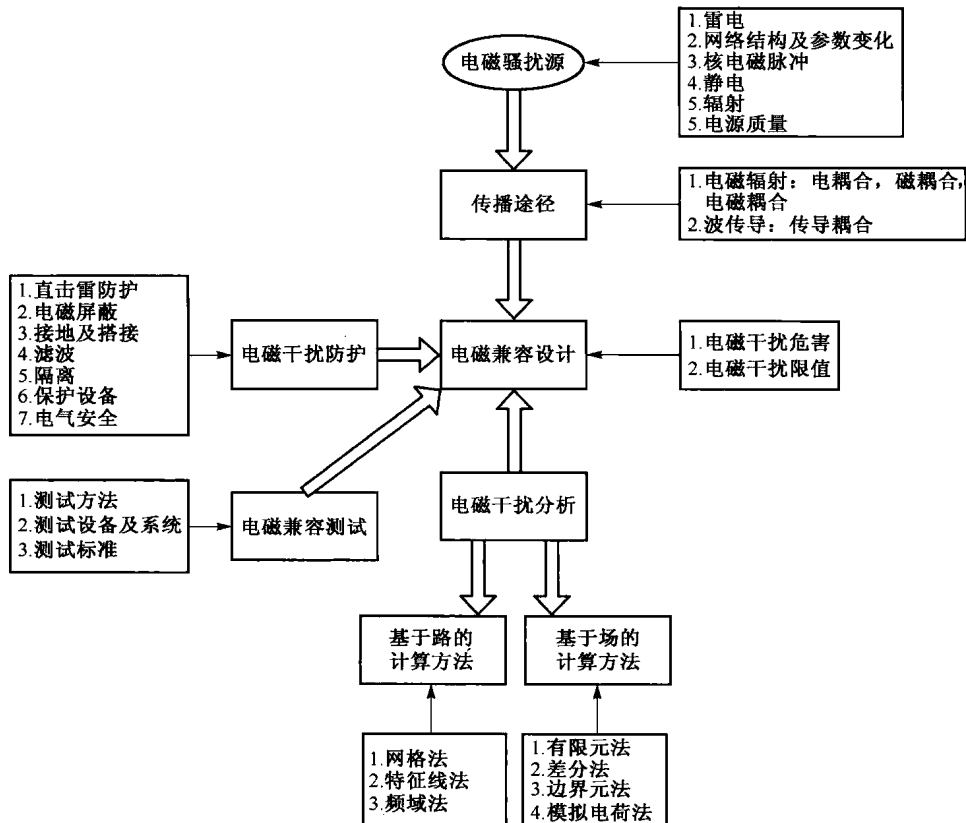 电磁骚扰源
1.雷电
2.网络结构及参数变化
3.核电磁脉冲
4.静电
5.辐射
5.电源质量
传播途径
1.电磁辐射：电耦合，磁耦合，
电磁耦合
2.波传导：传导耦合
1.直击雷防护
2.电磁屏蔽
3.接地及搭接
4.滤波
5.隔离
6.保护设备
7.电气安全
电磁干扰防护
电磁兼容设计
1.电磁干扰危害
2.电磁干扰限值
1.测试方法
2.测试设备及系统
3.测试标准
电磁兼容测试
电磁干扰分析
基于路的
计算方法
基于场的
计算方法
1.网格法
2.特征线法
3.频域法
1.有限元法
2.差分法
3.边界元法
4.模拟电荷法